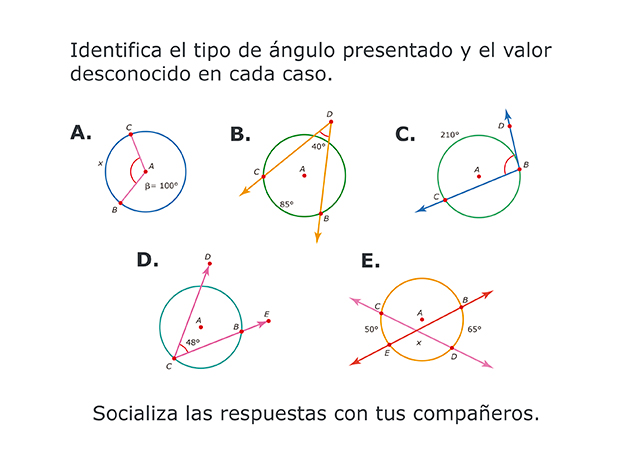 Identifica el tipo de ángulo presentado y el valor
desconocido en cada caso.
A.
C
x
A
β= 100°
B
B.
D
40°
C
A
85°
B
C.
210°
D
A
B
C
D.
D
A
B
E
48°
C
E.
C
A
B
50°
65°
x
E
D
Socializa las respuestas con tus compañeros.